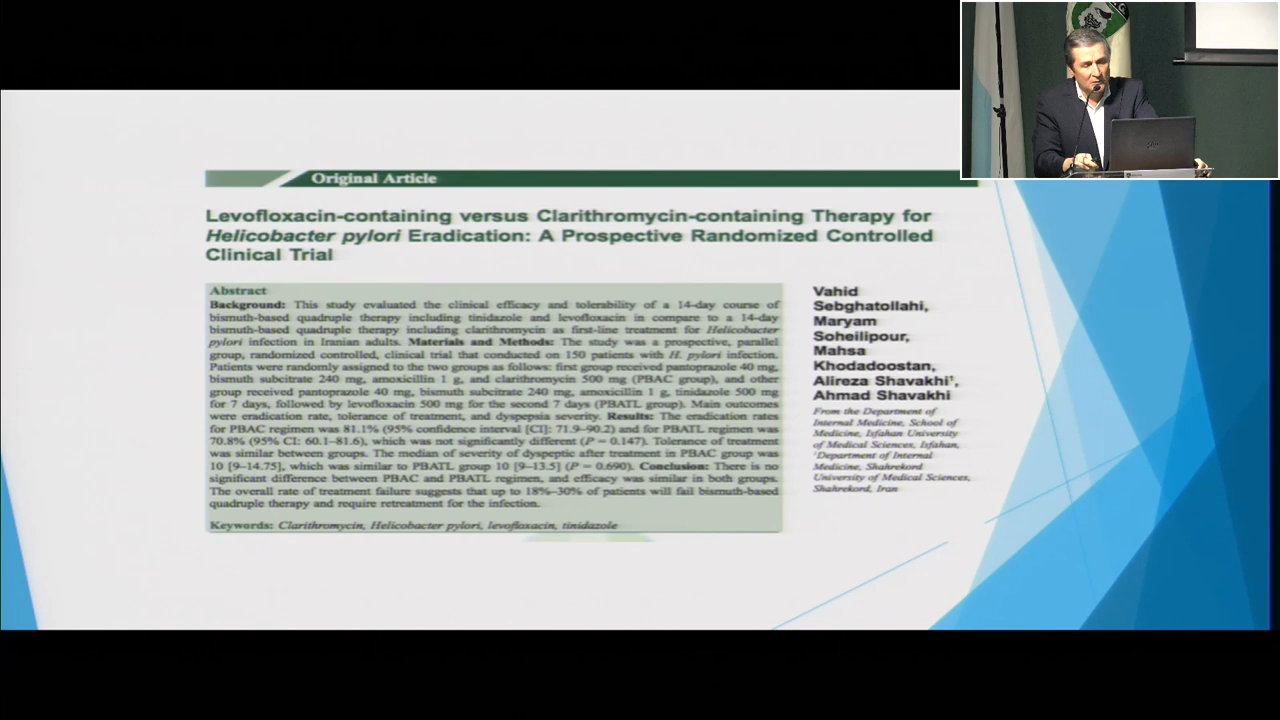 Original Article
Levofloxacin-containing versus Clarithromycin-containing Therapy for
Helicobacter pylori Eradication: A Prospective Randomized Controlled
Clinical Trial
Abstract
Background: This study evaluated the clinical efficacy and tolerability of a 14-day course of
bismuth-based quadruple therapy including tinidazole and levofloxacin in compare to a 14-day
bismuth-based quadruple therapy including clarithromycin as first-line treatment for Helicobacter
pylori infection in Iranian adults. Materials and Methods: The study was a prospective, parallel
group, randomized controlled, clinical trial that conducted on 150 patients with H. pylori infection.
Patients were randomly assigned to the two groups as follows: first group received pantoprazole 40 mg,
bismuth subcitrate 240 mg, amoxicillin 1 g, and clarithromycin 500 mg (PBAC group), and other
group received pantoprazole 40 mg, bismuth subcitrate 240 mg, amoxicillin 1 g, tinidazole 500 mg
for 7 days, followed by levofloxacin 500 mg for the second 7 days (PBATL group). Main outcomes
were eradication rate, tolerance of treatment, and dyspepsia severity. Results: The eradication rates
for PBAC regimen was 81.1% (95% confidence interval [CI]: 71.9–90.2) and for PBATL regimen was
70.8% (95% CI: 60.1–81.6), which was not significantly different (P = 0.147). Tolerance of treatment
was similar between groups. The median of severity of dyspeptic after treatment in PBAC group was
10 [9–14.75], which was similar to PBATL group 10 [9–13.5] (P = 0.690). Conclusion: There is no
significant difference between PBAC and PBATL regimen, and efficacy was similar in both groups.
The overall rate of treatment failure suggests that up to 18%–30% of patients will fail bismuth-based
quadruple therapy and require retreatment for the infection.
Keywords: Clarithromycin, Helicobacter pylori, levofloxacin, tinidazole
Vahid
Sebghatollahi,
Maryam
Soheilipour,
Mahsa
Khodadoostan,
Alireza Shavakhi¹,
Ahmad Shavakhi
From the Department of
Internal Medicine, School of
Medicine, Isfahan University
of Medical Sciences, Isfahan,
¹Department of Internal
Medicine, Shahrekord
University of Medical Sciences,
Shahrekord, Iran